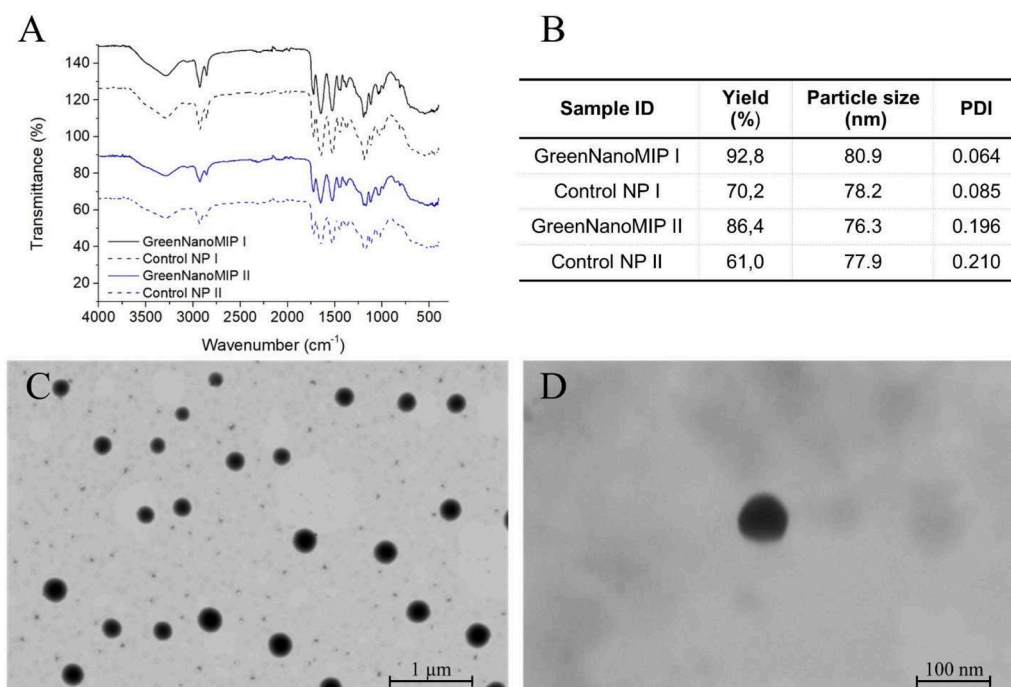 A
Transmittance (%)
140
120
100
80
60
40
20
GreenNanoMIP I
Control NP I
GreenNanoMIP II
Control NP II
4000 3500 3000 2500 2000 1500 1000 500
Wavenumber (cm⁻¹)
B
Sample ID Yield (%) Particle size (nm) PDI
GreenNanoMIP I 92,8 80.9 0.064
Control NP I 70,2 78.2 0.085
GreenNanoMIP II 86,4 76.3 0.196
Control NP II 61,0 77.9 0.210
C
1 μm
D
100 nm